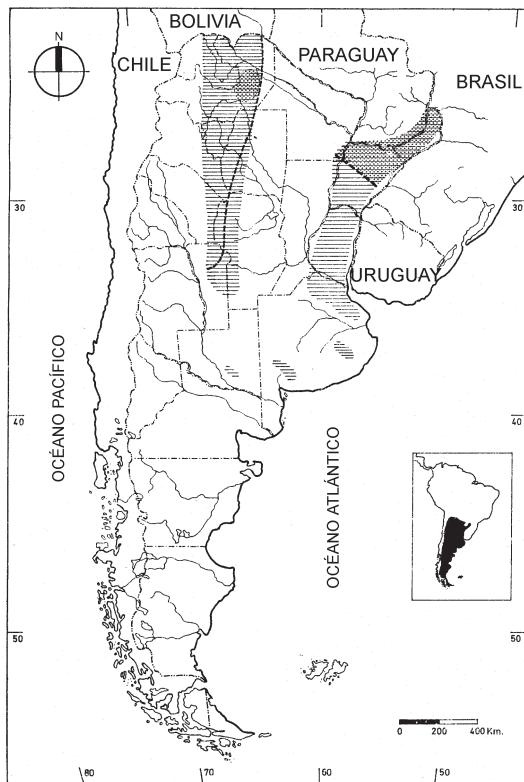 N
BOLIVIA
CHILE
PARAGUAY
BRASIL
30
30
URUGUAY
OCÉANO PACÍFICO
40
40
OCÉANO ATLÁNTICO
50
50
0 200 400 Km.
80
70
60
50